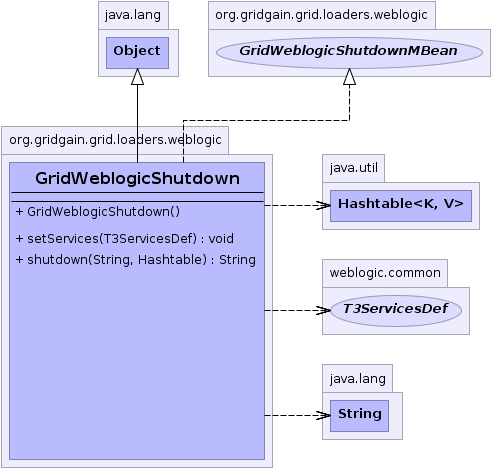 java.lang
Object
org.gridgain.grid.loaders.weblogic
GridWeblogicShutdownMBean
org.gridgain.grid.loaders.weblogic
GridWeblogicShutdown
+ GridWeblogicShutdown()
+ setServices(T3ServicesDef) : void
+ shutdown(String, Hashtable) : String
java.util
Hashtable<K, V>
weblogic.common
T3ServicesDef
java.lang
String